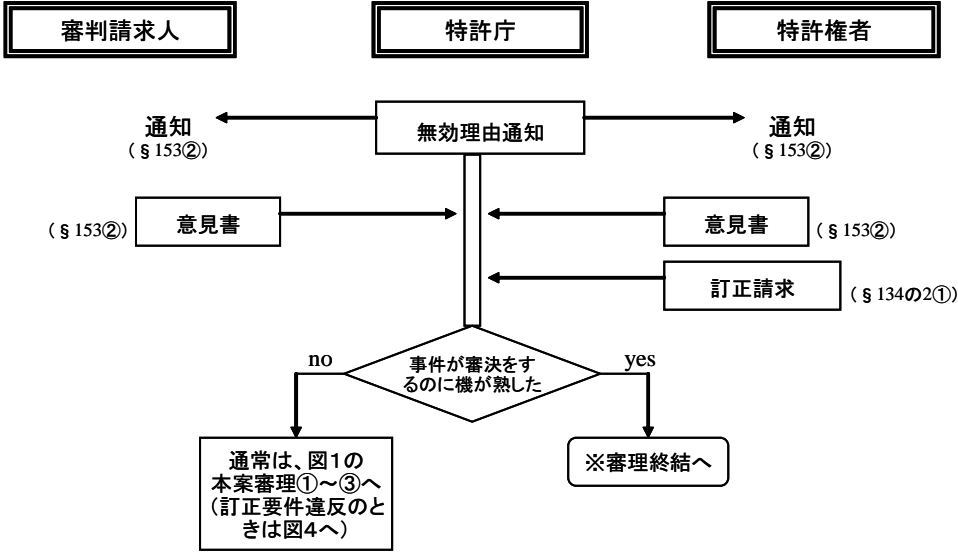 審判請求人
特許庁
特許権者
無効理由通知
通知
(§153②)
通知
(§153②)
(§153②)
意見書
意見書
(§153②)
訂正請求
(§134の2①)
no
事件が審決をす
るのに機が熟した
yes
通常は、図1の
本案審理①～③へ
(訂正要件違反のと
きは図4へ)
※審理終結へ